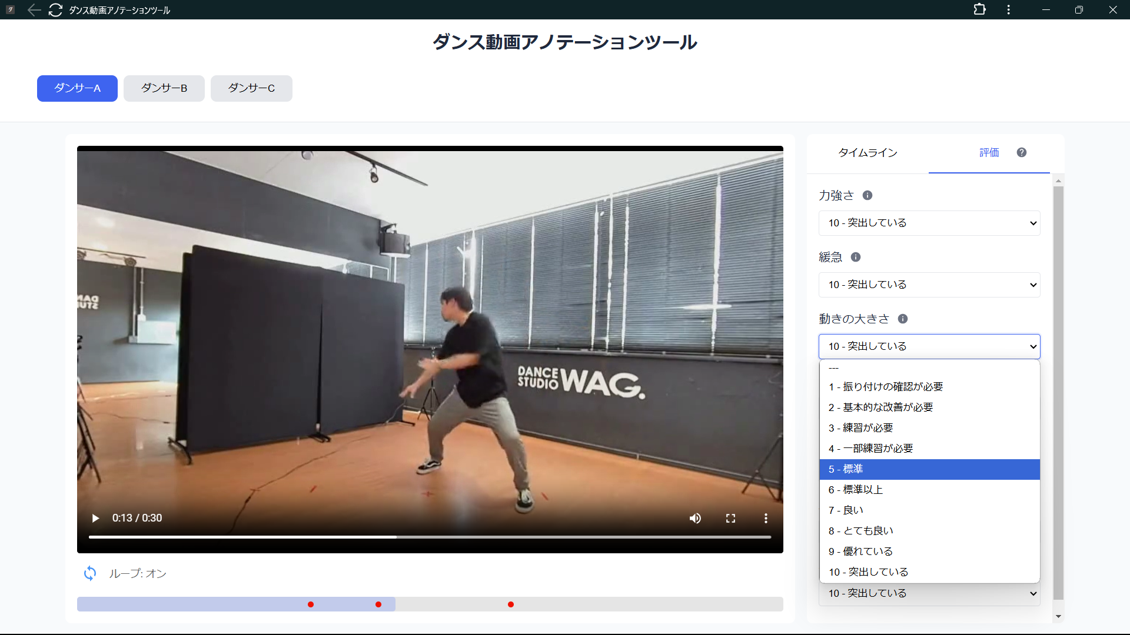 ダンス動画アノテーションツール
ダンス動画アノテーションツール
ダンサーA
ダンサーB
ダンサーC
DANCE
STUDIO WAG.
0:13 / 0:30
ループ: オン
タイムライン
評価
力強さ
10 - 突出している
緩急
10 - 突出している
動きの大きさ
10 - 突出している
---
1 - 振り付けの確認が必要
2 - 基本的な改善が必要
3 - 練習が必要
4 - 一部練習が必要
5 - 標準
6 - 標準以上
7 - 良い
8 - とても良い
9 - 優れている
10 - 突出している
10 - 突出している